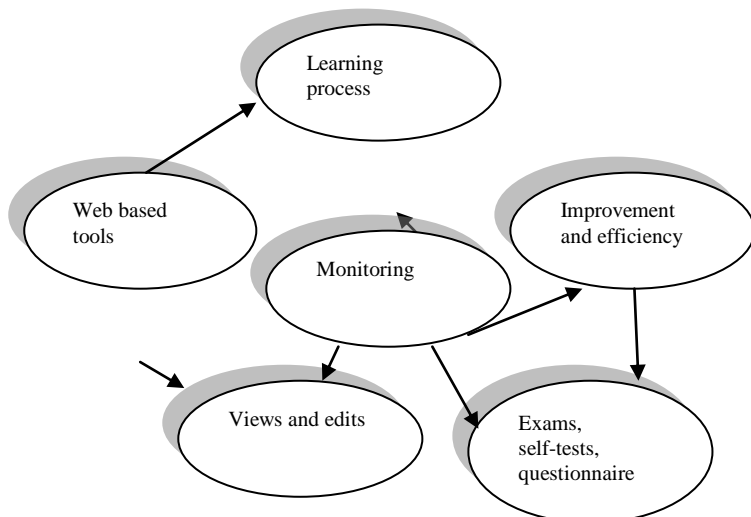 Learning
process
Web based
tools
Improvement
and efficiency
Monitoring
Views and edits
Exams,
self-tests,
questionnaire